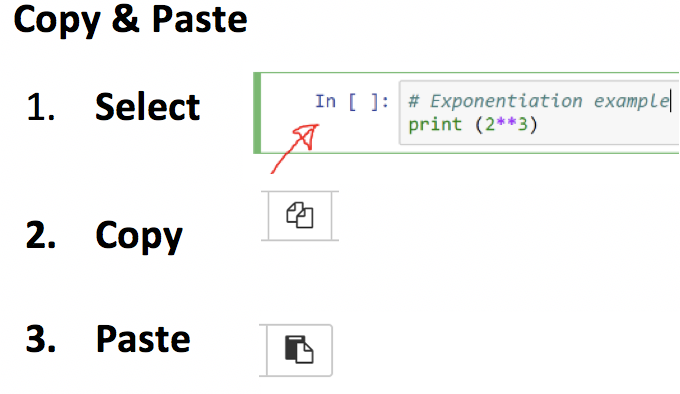 Copy & Paste
1. Select
In [ ]: # Exponentiation example
print (2**3)
2. Copy
3. Paste